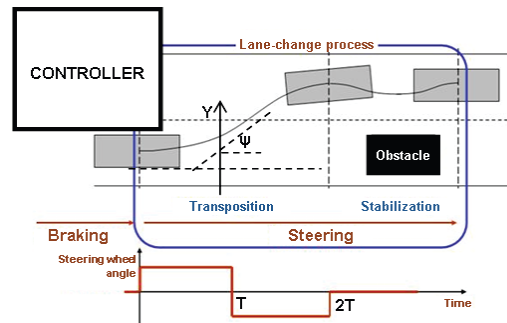 Lane-change process
CONTROLLER
Y
Ψ
Obstacle
Transposition
Stabilization
Braking
Steering
Steering wheel
angle
T
2T
Time